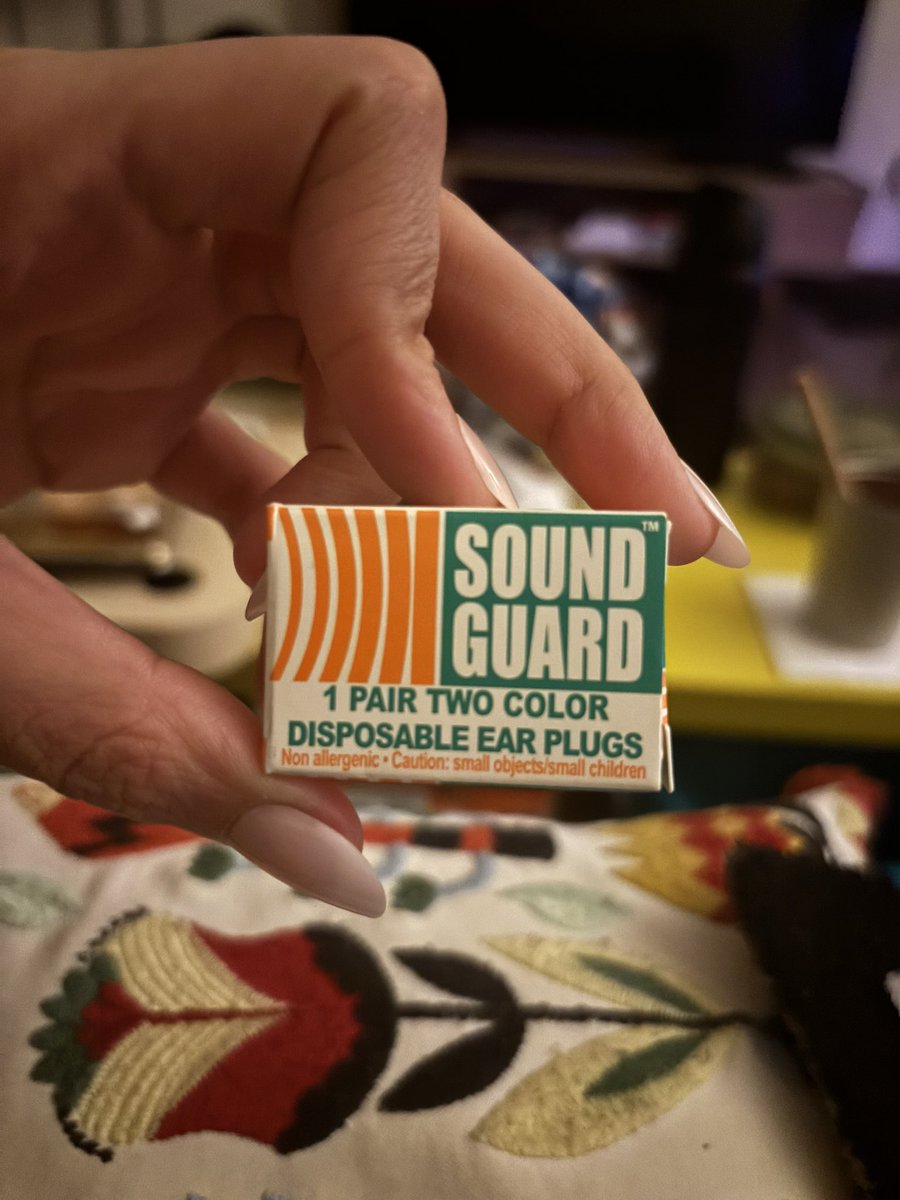 SOUND™
GUARD
1 PAIR TWO COLOR
DISPOSABLE EAR PLUGS
Non allergenic • Caution: small objects/small children